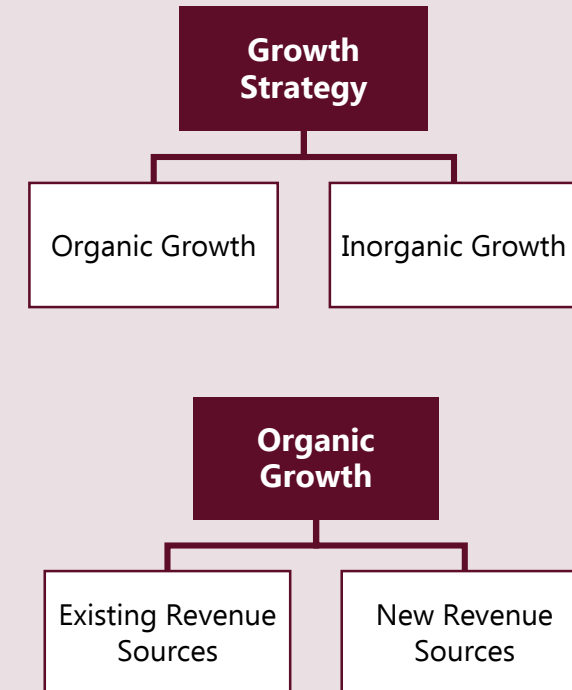 Growth
Strategy
Organic Growth
Inorganic Growth
Organic
Growth
Existing Revenue
Sources
New Revenue
Sources